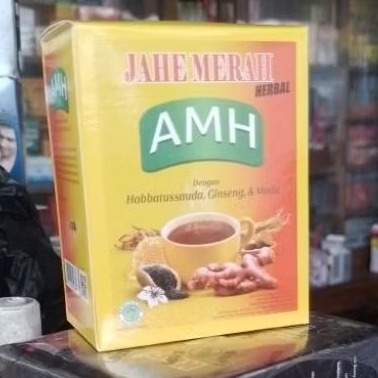 JAHE MERAH
HERBAL
AMH
Dengan
Habbatussauda, Ginseng, & Madu